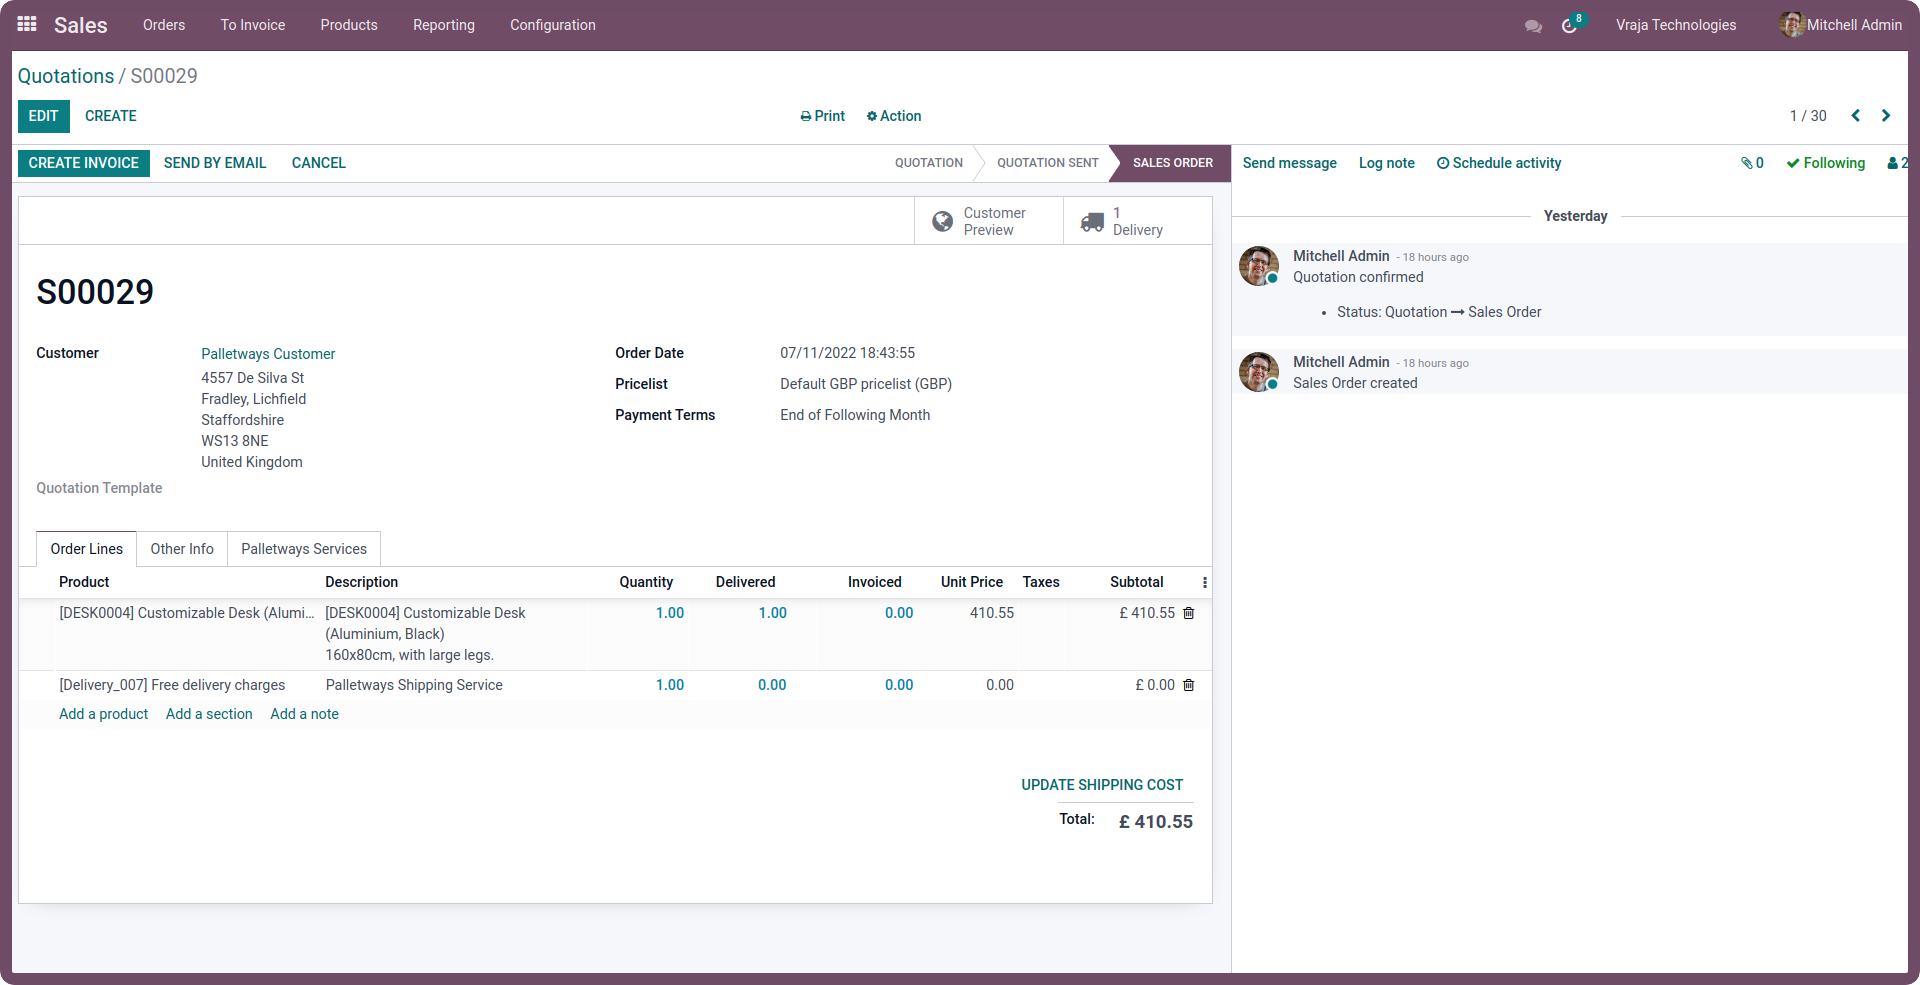 Sales Orders To Invoice Products Reporting Configuration 8 Vraja Technologies Mitchell Admin
Quotations / S00029
EDIT CREATE Print Action 1 / 30
CREATE INVOICE SEND BY EMAIL CANCEL QUOTATION QUOTATION SENT SALES ORDER
Customer Preview
1 Delivery
S00029
Customer Palletways Customer
4557 De Silva St
Fradley, Lichfield
Staffordshire
WS13 8NE
United Kingdom
Quotation Template
Order Date 07/11/2022 18:43:55
Pricelist Default GBP pricelist (GBP)
Payment Terms End of Following Month
Order Lines Other Info Palletways Services
Product Description Quantity Delivered Invoiced Unit Price Taxes Subtotal
[DESK0004] Customizable Desk (Alumi... [DESK0004] Customizable Desk 1.00 1.00 0.00 410.55 £ 410.55
(Aluminium, Black)
160x80cm, with large legs.
[Delivery_007] Free delivery charges Palletways Shipping Service 1.00 0.00 0.00 0.00 £ 0.00
Add a product Add a section Add a note
UPDATE SHIPPING COST
Total: £ 410.55
Send message Log note Schedule activity 0 Following 2
Yesterday
Mitchell Admin - 18 hours ago
Quotation confirmed
• Status: Quotation → Sales Order
Mitchell Admin - 18 hours ago
Sales Order created